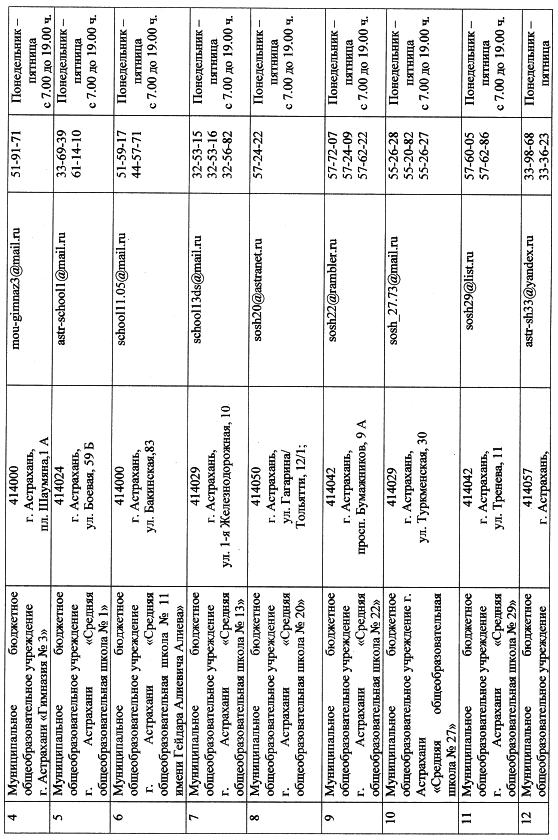 4
Муниципальное бюджетное
общеобразовательное учреждение
г. Астрахани «Гимназия № 3»
414000
г. Астрахань,
пл. Шаумяна,1 А
mou-gimnaz3@mail.ru
51-91-71
Понедельник –
пятница
с 7.00 до 19.00 ч.
5
Муниципальное бюджетное
общеобразовательное учреждение
г. Астрахани «Средняя
общеобразовательная школа № 1»
414024
г. Астрахань,
ул. Боевая, 59 Б
astr-school1@mail.ru
33-69-39
61-14-10
Понедельник –
пятница
с 7.00 до 19.00 ч.
6
Муниципальное бюджетное
общеобразовательное учреждение
г. Астрахани «Средняя
общеобразовательная школа № 11
имени Гейдара Алиевича Алиева»
414000
г. Астрахань,
ул. Бакинская,83
school11.05@mail.ru
51-59-17
44-57-71
Понедельник –
пятница
с 7.00 до 19.00 ч.
7
Муниципальное бюджетное
общеобразовательное учреждение
г. Астрахани «Средняя
общеобразовательная школа № 13»
414029
г. Астрахань,
ул. 1-я Железнодорожная, 10
school13ds@mail.ru
32-53-15
32-53-16
32-56-82
Понедельник –
пятница
с 7.00 до 19.00 ч.
8
Муниципальное бюджетное
общеобразовательное учреждение
г. Астрахани «Средняя
общеобразовательная школа № 20»
414050
г. Астрахань,
ул. Гагарина/
Тольятти, 12/1;
sosh20@astranet.ru
57-24-22
Понедельник –
пятница
с 7.00 до 19.00 ч.
9
Муниципальное бюджетное
общеобразовательное учреждение
г. Астрахани «Средняя
общеобразовательная школа № 22»
414042
г. Астрахань,
просп. Бумажников, 9 А
sosh22@rambler.ru
57-72-07
57-24-09
57-62-22
Понедельник –
пятница
с 7.00 до 19.00 ч.
10
Муниципальное бюджетное
общеобразовательное учреждение г.
Астрахани
«Средняя общеобразовательная
школа № 27»
414029
г. Астрахань,
ул. Туркменская, 30
sosh_27.73@mail.ru
55-26-28
55-20-82
55-26-27
Понедельник –
пятница
с 7.00 до 19.00 ч.
11
Муниципальное бюджетное
общеобразовательное учреждение
г. Астрахани «Средняя
общеобразовательная школа № 29»
414042
г. Астрахань,
ул. Тренева, 11
sosh29@list.ru
57-60-05
57-62-86
Понедельник –
пятница
с 7.00 до 19.00 ч.
12
Муниципальное бюджетное
общеобразовательное учреждение
414057
г. Астрахань,
astr-sh33@yandex.ru
33-98-68
33-36-23
Понедельник –
пятница